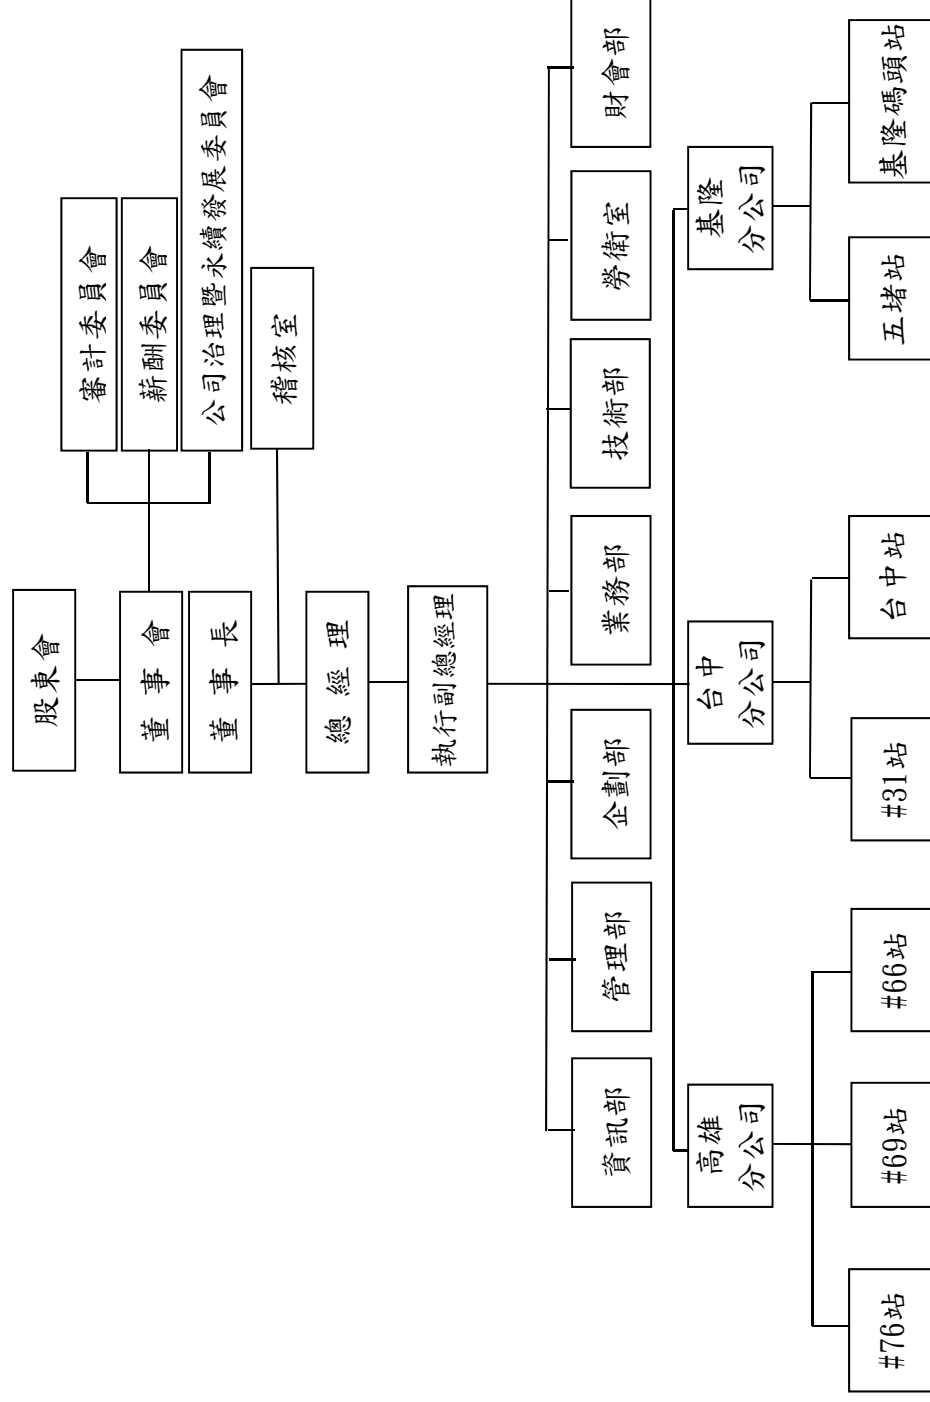 股東會
董事會
審計委員會
薪酬委員會
公司治理暨永續發展委員會
董事長
稽核室
總經理
執行副總經理
資訊部
管理部
企劃部
業務部
技術部
勞衛室
財會部
高雄
分公司
台中
分公司
基隆
分公司
#76站
#69站
#66站
#31站
台中站
五堵站
基隆碼頭站